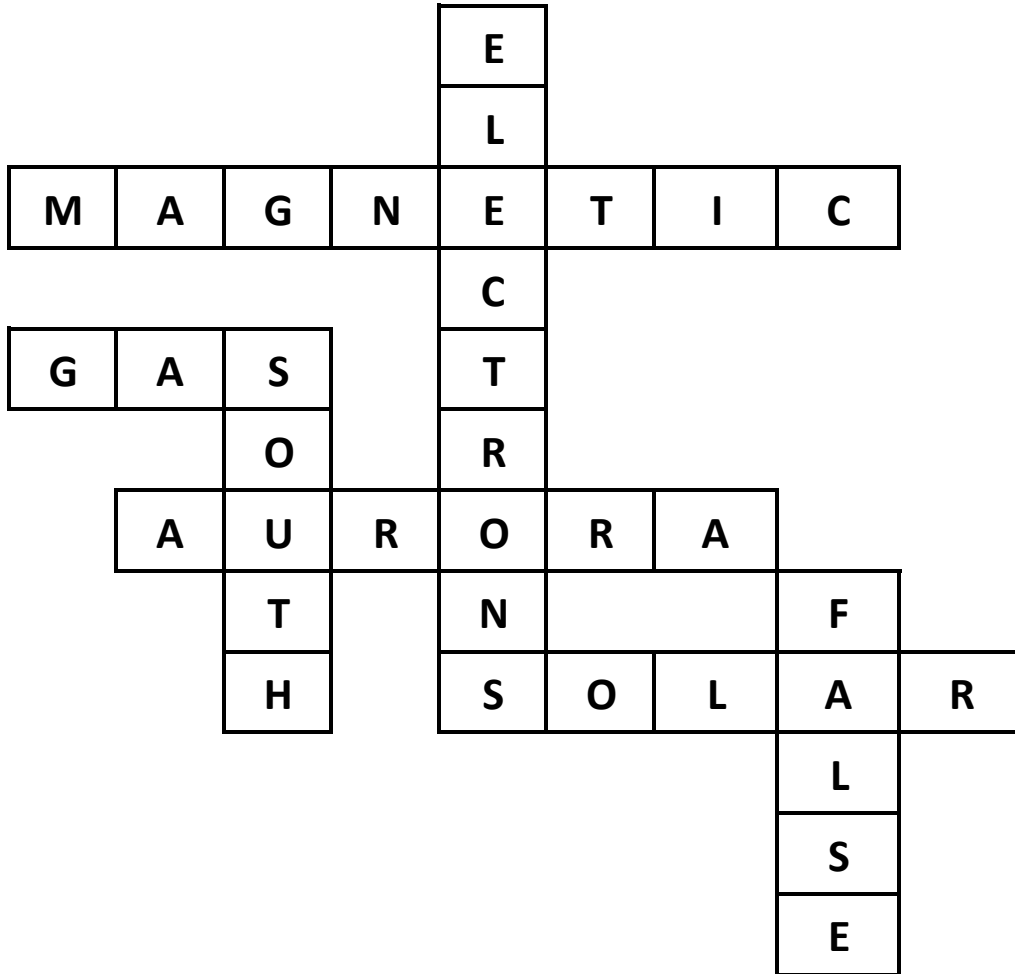 E
L
M A G N E T I C
C
G A S T
O R
A U R O R A
T N F
H S O L A R
L
S
E